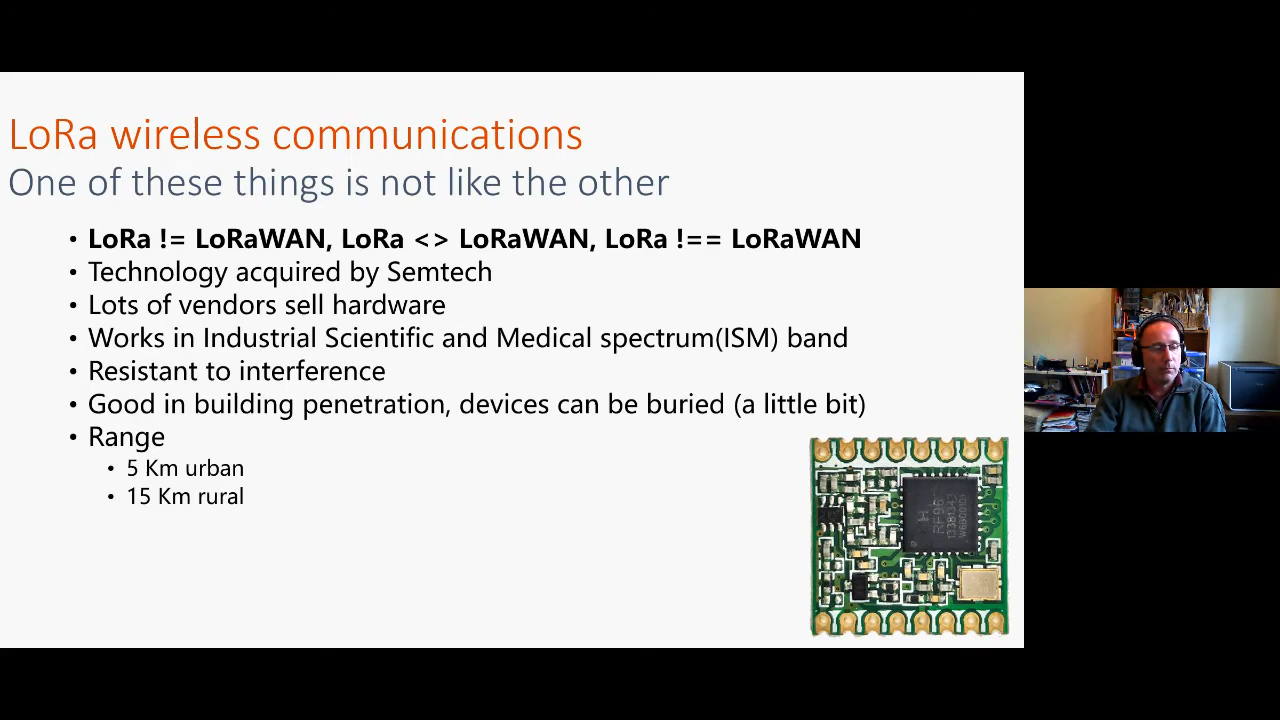 LoRa wireless communications
One of these things is not like the other
• LoRa != LoRaWAN, LoRa <> LoRaWAN, LoRa !== LoRaWAN
• Technology acquired by Semtech
• Lots of vendors sell hardware
• Works in Industrial Scientific and Medical spectrum(ISM) band
• Resistant to interference
• Good in building penetration, devices can be buried (a little bit)
• Range
• 5 Km urban
• 15 Km rural
RF96